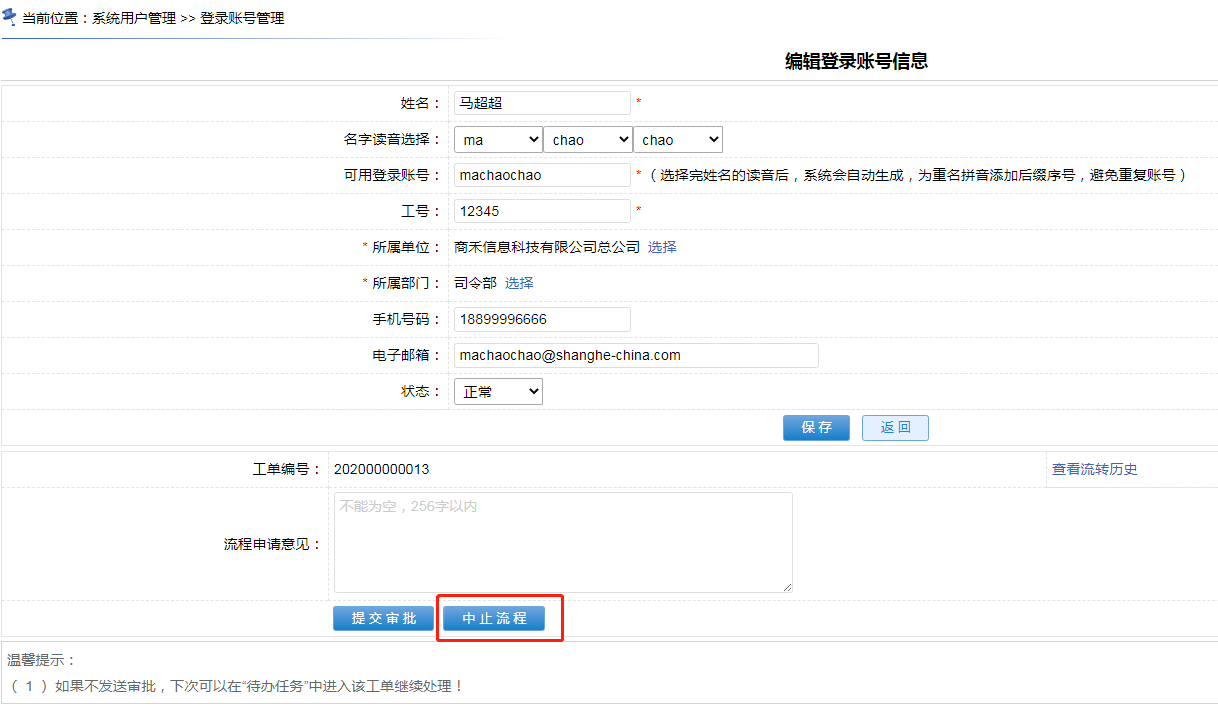 当前位置：系统用户管理 >> 登录账号管理
编辑登录账号信息
姓名： 马超超 *
名字读音选择： ma chao chao
可用登录账号： machaochao *（选择完姓名的读音后，系统会自动生成，为重名拼音添加后缀序号，避免重复账号）
工号： 12345 *
* 所属单位： 商禾信息科技有限公司总公司 选择
* 所属部门： 司令部 选择
手机号码： 18899996666
电子邮箱： machaochao@shanghe-china.com
状态： 正常
保存 返回
工单编号： 202000000013 查看流转历史
不能为空，256字以内
流程申请意见：
提交审批 中止流程
温馨提示：
（ 1 ）如果不发送审批，下次可以在“待办任务”中进入该工单继续处理！